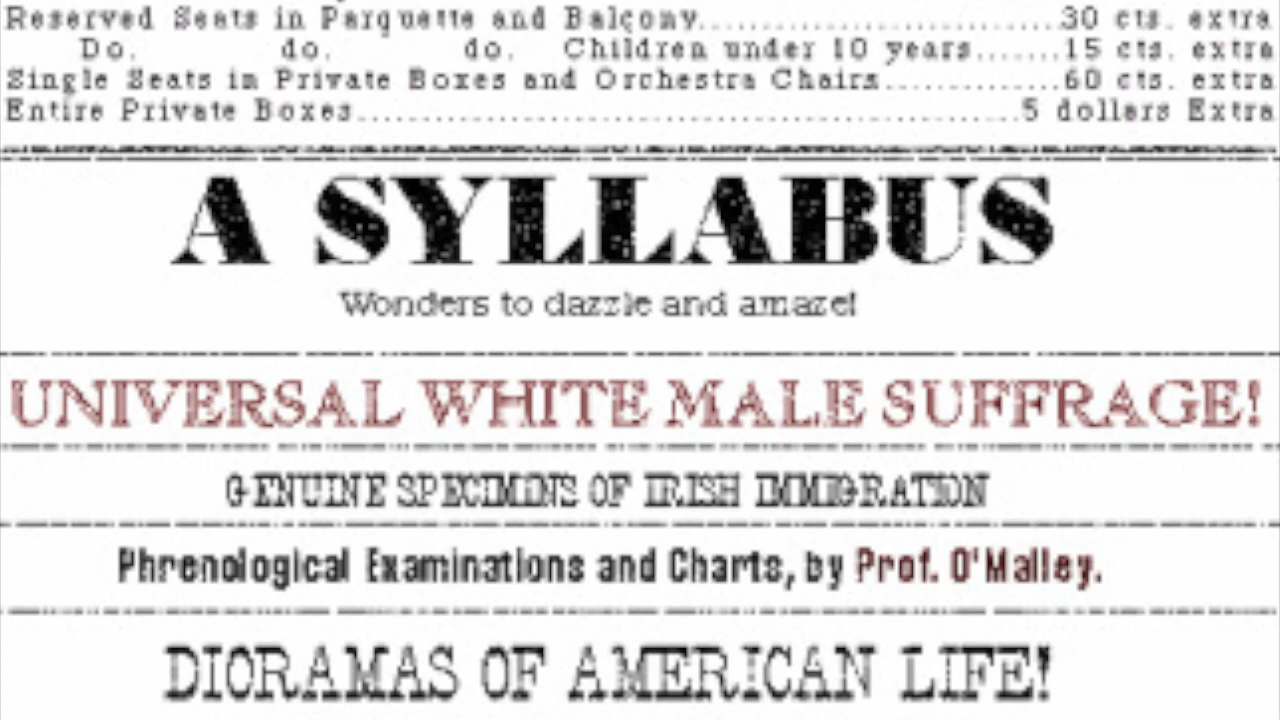 Reserved Seats in Parquette and Balcony..............................30 cts. extra
Do. do. do. Children under 10 years.......15 cts. extra
Single Seats in Private Boxes and Orchestra Chairs...............60 cts. extra
Entire Private Boxes.........................................................5 dollars Extra
A SYLLABUS
Wonders to dazzle and amaze!
UNIVERSAL WHITE MALE SUFFRAGE!
GENUINE SPECIMINS OF IRISH IMMIGRATION
Phrenological Examinations and Charts, by Prof. O'Malley.
DIORAMAS OF AMERICAN LIFE!